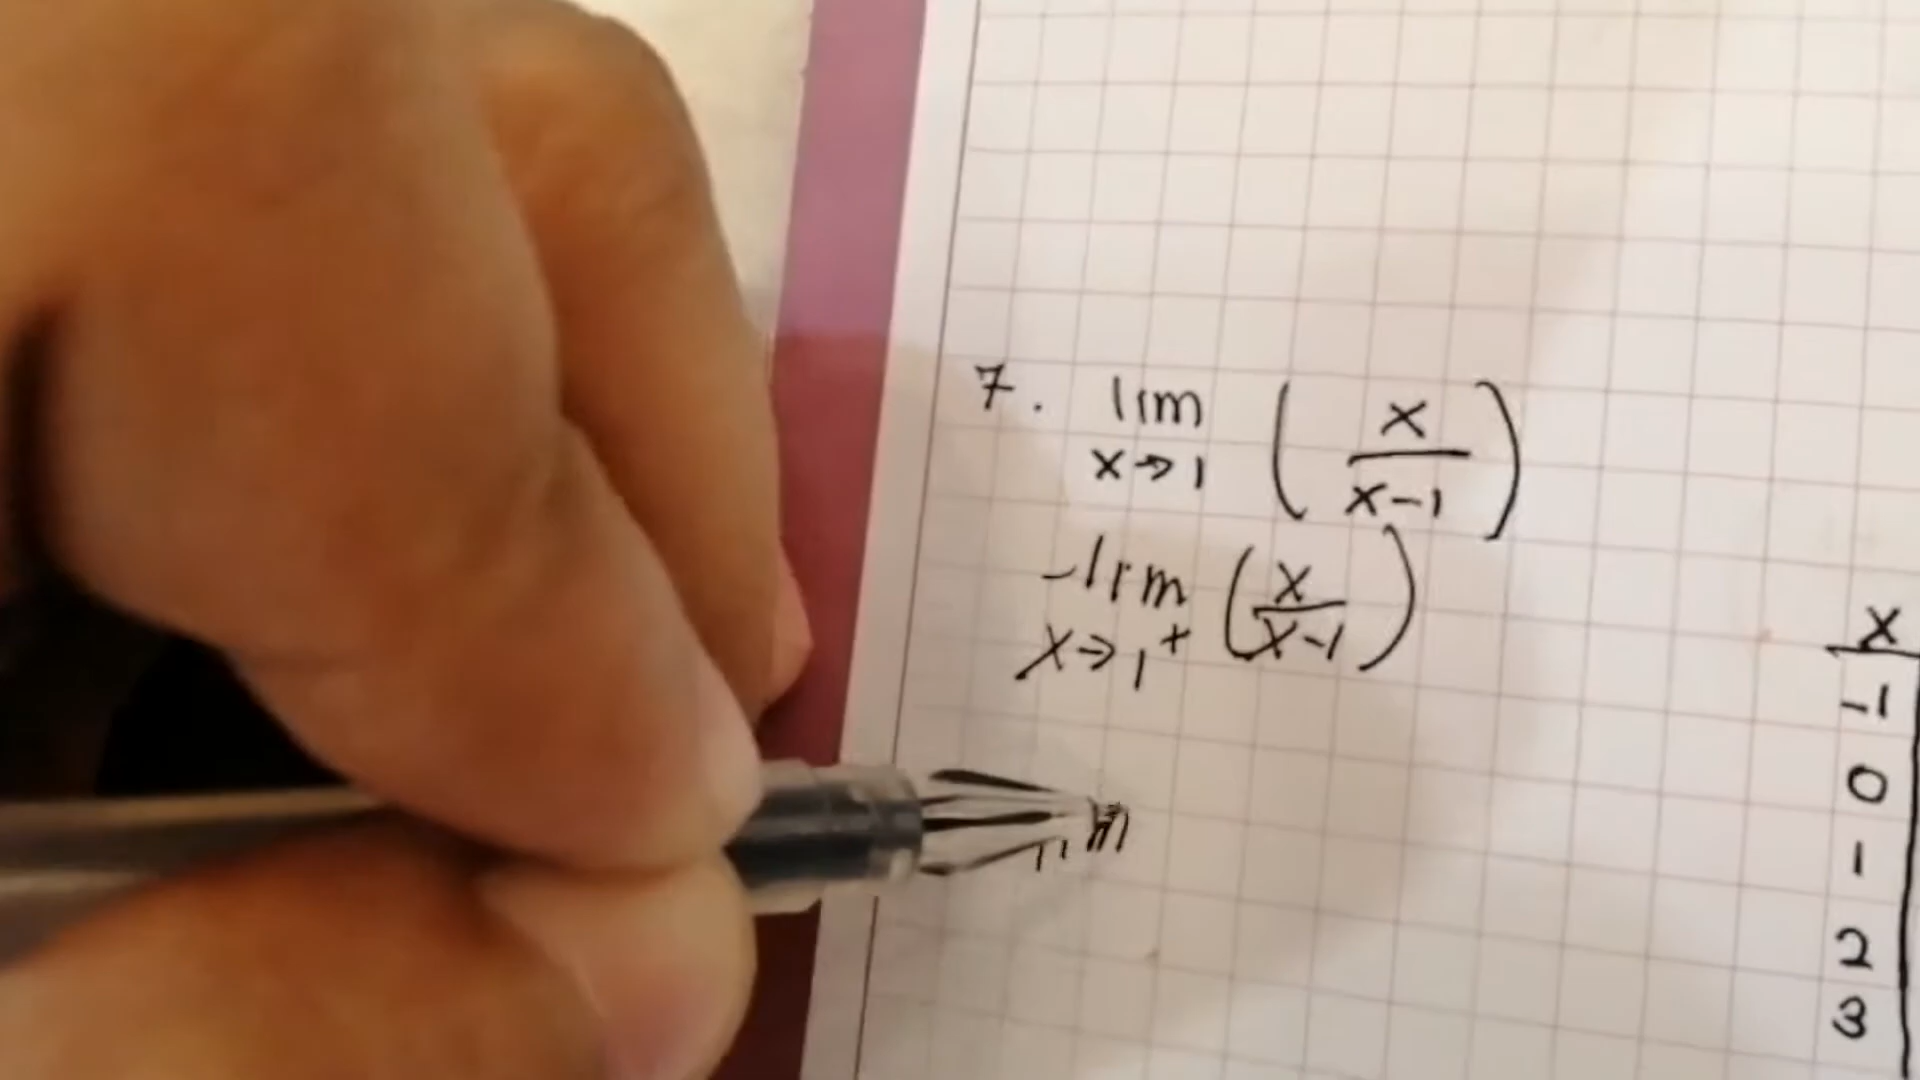 7. lim x→1 (x/(x-1))
-lim x→1⁺ (x/(x-1))
x
-1
0
1
2
3